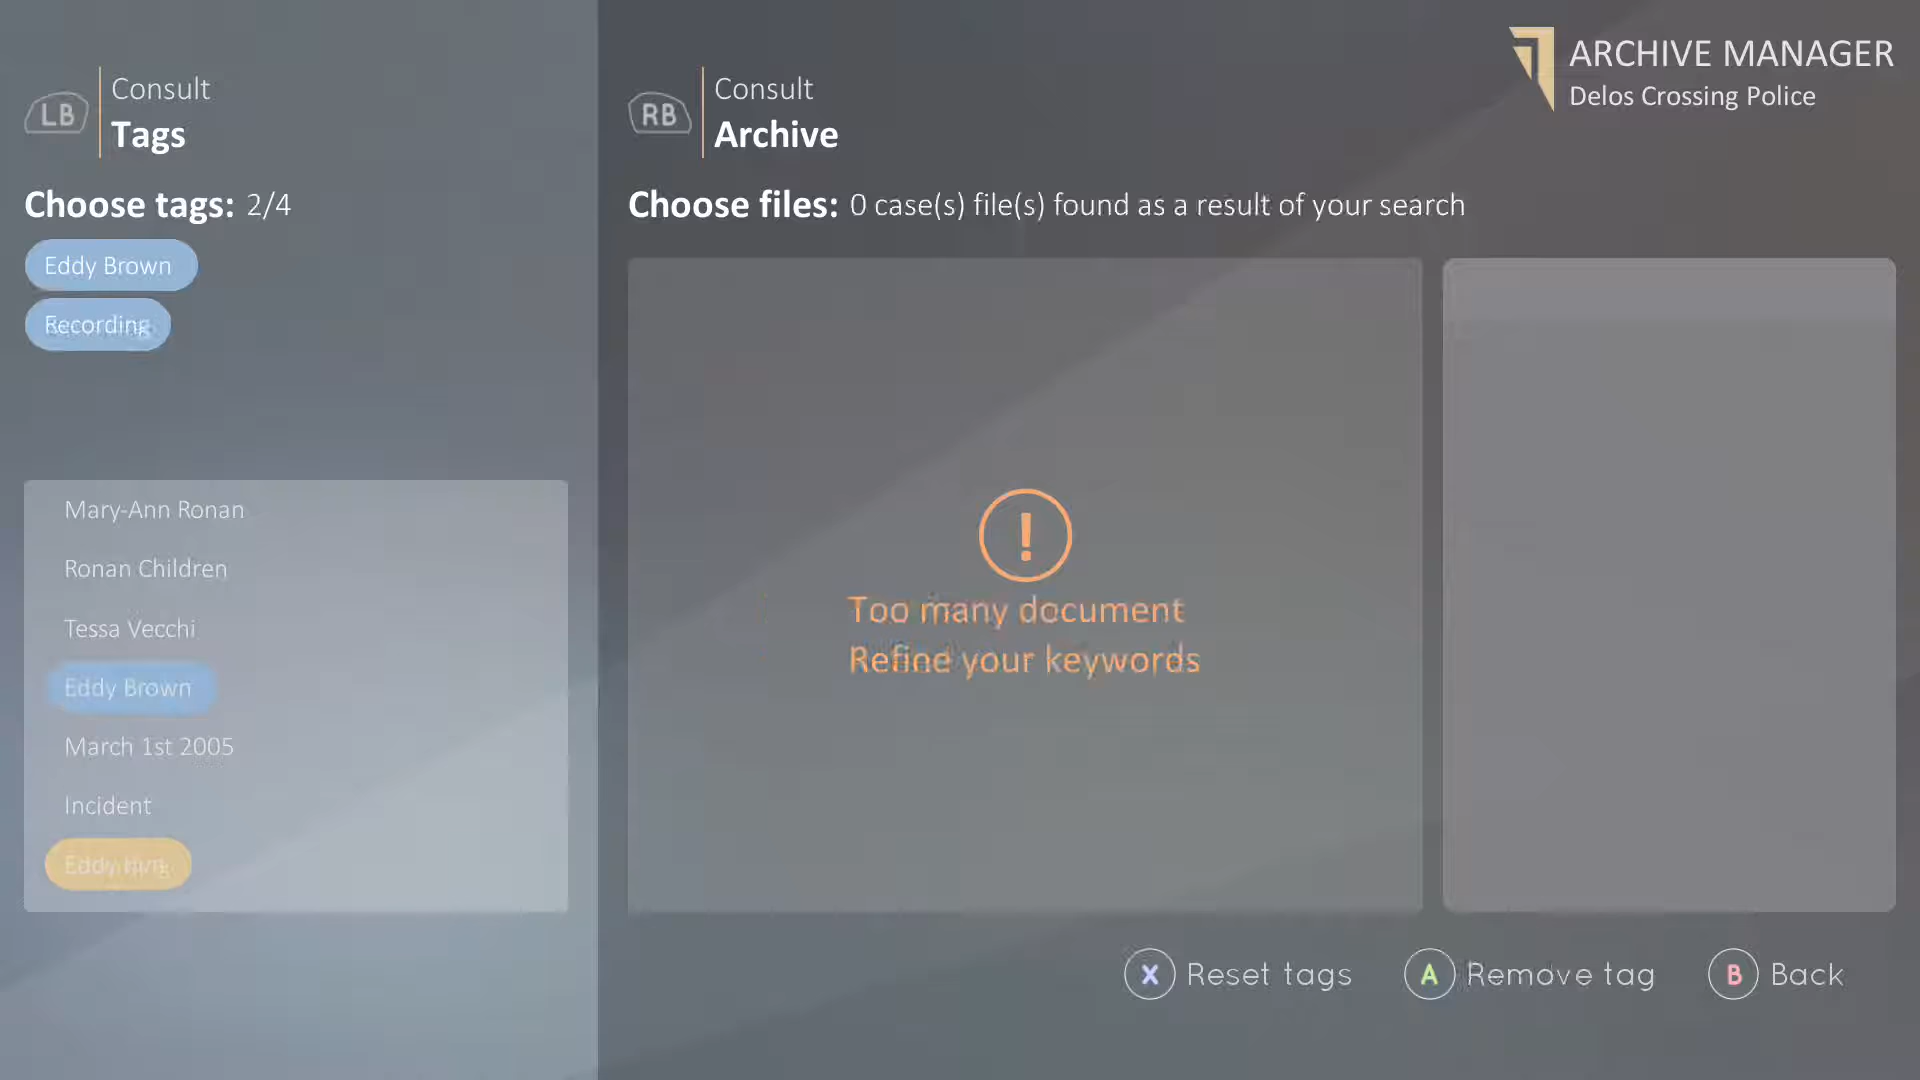 ARCHIVE MANAGER
Delos Crossing Police
LB
Consult
Tags
RB
Consult
Archive
Choose tags: 2/4
Choose files: 0 case(s) file(s) found as a result of your search
Eddy Brown
Recording
Mary-Ann Ronan
Ronan Children
Tessa Vecchi
Eddy Brown
March 1st 2005
Incident
Eddy
!
Too many document
Refine your keywords
X Reset tags
A Remove tag
B Back